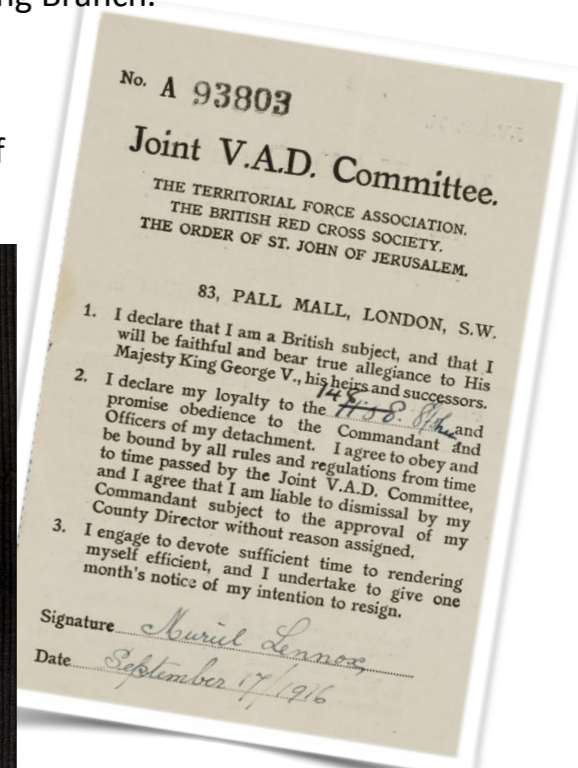 ng Branch.
f
No. A 93803
Joint V.A.D. Committee.
THE TERRITORIAL FORCE ASSOCIATION.
THE BRITISH RED CROSS SOCIETY.
THE ORDER OF ST. JOHN OF JERUSALEM.
83, PALL MALL, LONDON, S.W.
1. I declare that I am a British subject, and that I
will be faithful and bear true allegiance to His
Majesty King George V., his heirs and successors.
148
2. I declare my loyalty to the and
promise obedience to the Commandant and
Officers of my detachment. I agree to obey and
be bound by all rules and regulations from time
to time passed by the Joint V.A.D. Committee,
and I agree that I am liable to dismissal by my
Commandant subject to the approval of my
County Director without reason assigned.
3. I engage to devote sufficient time to rendering
myself efficient, and I undertake to give one
month's notice of my intention to resign.
Signature Muriel Lennox,
Date September 17/1916